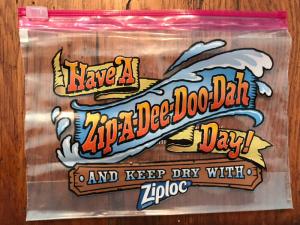 Have A
Zip-A-Dee-Doo-Dah
Day!
• AND KEEP DRY WITH •
Ziploc®